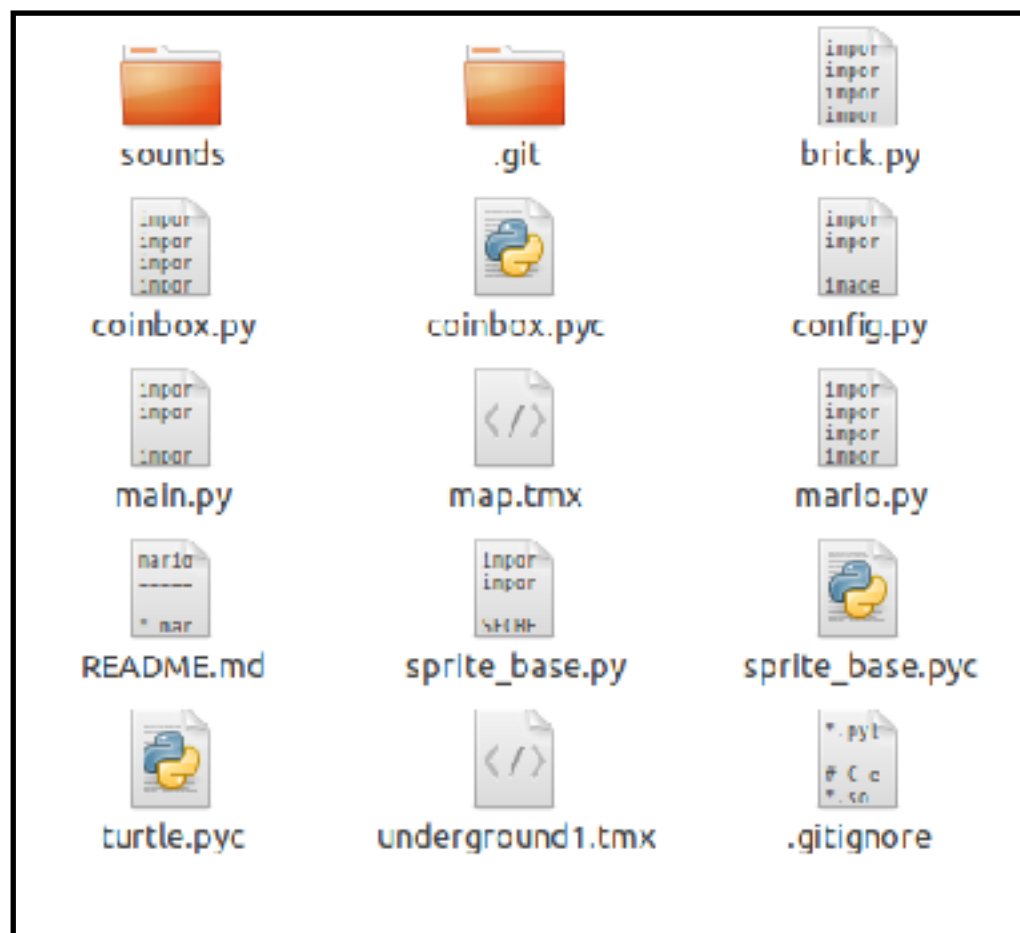 sounds .git brick.py
coinbox.py coinbox.pyc config.py
main.py map.tmx mario.py
README.md sprite_base.py sprite_base.pyc
turtle.pyc underground1.tmx .gitignore